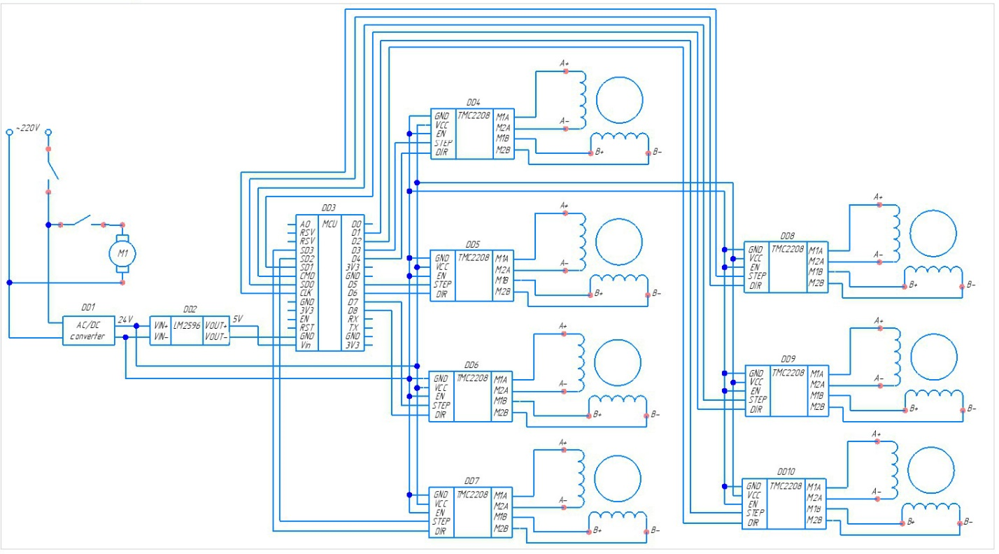 ~220V
M1
DD1
AC/DC
converter
24V
DD2
VIN+ LM2596 VOUT+
VIN- VOUT-
5V
DD3
A0 MCU D0
RSV D1
RSV D2
SD3 D3
SD2 D4
SD1 3V3
CMD GND
SD0 D5
CLK D6
GND D7
3V3 D8
EN RX
RST TX
GND GND
Vin 3V3
DD4
GND TMC2208 M1A
VCC M2A
EN M1B
STEP M2B
DIR
A+
A-
B+ B-
DD5
GND TMC2208 M1A
VCC M2A
EN M1B
STEP M2B
DIR
A+
A-
B+ B-
DD6
GND TMC2208 M1A
VCC M2A
EN M1B
STEP M2B
DIR
A+
A-
B+ B-
DD7
GND TMC2208 M1A
VCC M2A
EN M1B
STEP M2B
DIR
A+
A-
B+ B-
DD8
GND TMC2208 M1A
VCC M2A
EN M1B
STEP M2B
DIR
A+
A-
B+ B-
DD9
GND TMC2208 M1A
VCC M2A
EN M1B
STEP M2B
DIR
A+
A-
B+ B-
DD10
GND TMC2208 M1A
VCC M2A
EN M1B
STEP M2B
DIR
A+
A-
B+ B-